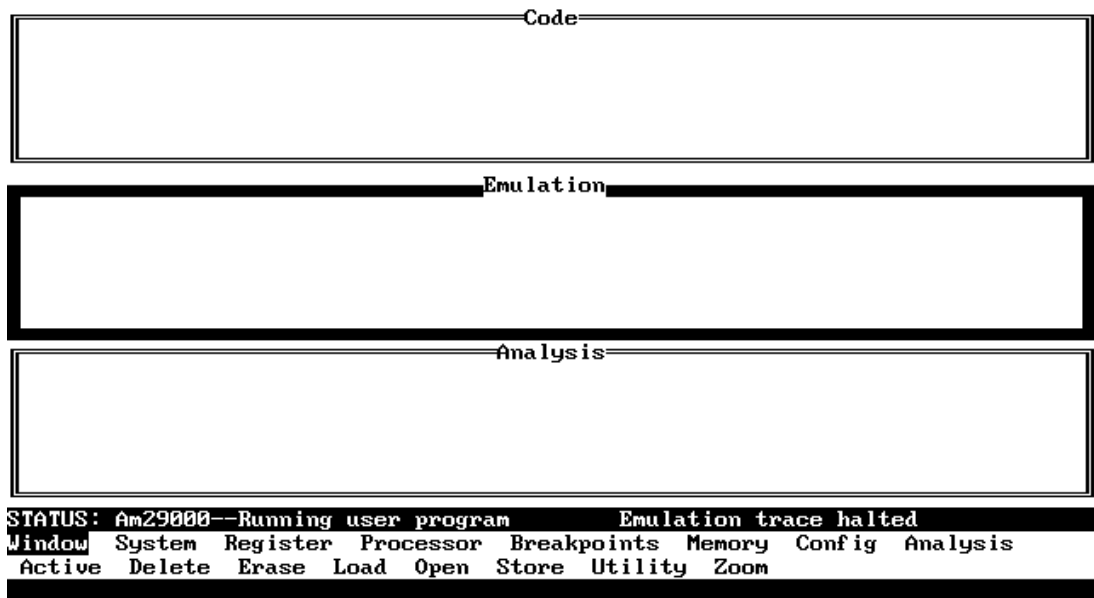 Code
Emulation
Analysis
STATUS: Am29000--Running user program Emulation trace halted
Window System Register Processor Breakpoints Memory Config Analysis
Active Delete Erase Load Open Store Utility Zoom